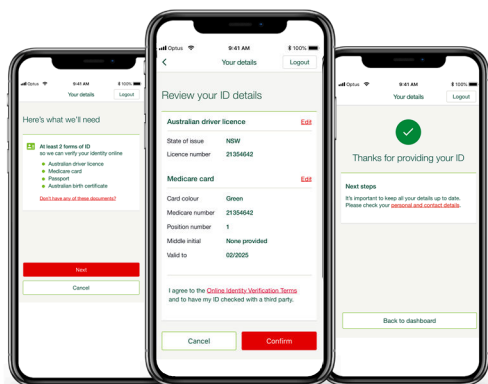 Optus 9:41 AM 100%
Your details Logout
Here's what we'll need
At least 2 forms of ID
so we can verify your identity online
Australian driver licence
Medicare card
Passport
Australian birth certificate
Don't have any of these documents?
Next
Cancel
Optus 9:41 AM 100%
Your details Logout
Review your ID details
Australian driver licence Edit
State of issue NSW
Licence number 21354642
Medicare card Edit
Card colour Green
Medicare number 21354642
Position number 1
Middle initial None provided
Valid to 02/2025
I agree to the Online Identity Verification Terms
and to have my ID checked with a third party.
Cancel Confirm
Optus 9:41 AM 100%
Your details Logout
Thanks for providing your ID
Next steps
It's important to keep all your details up to date.
Please check your personal and contact details.
Back to dashboard